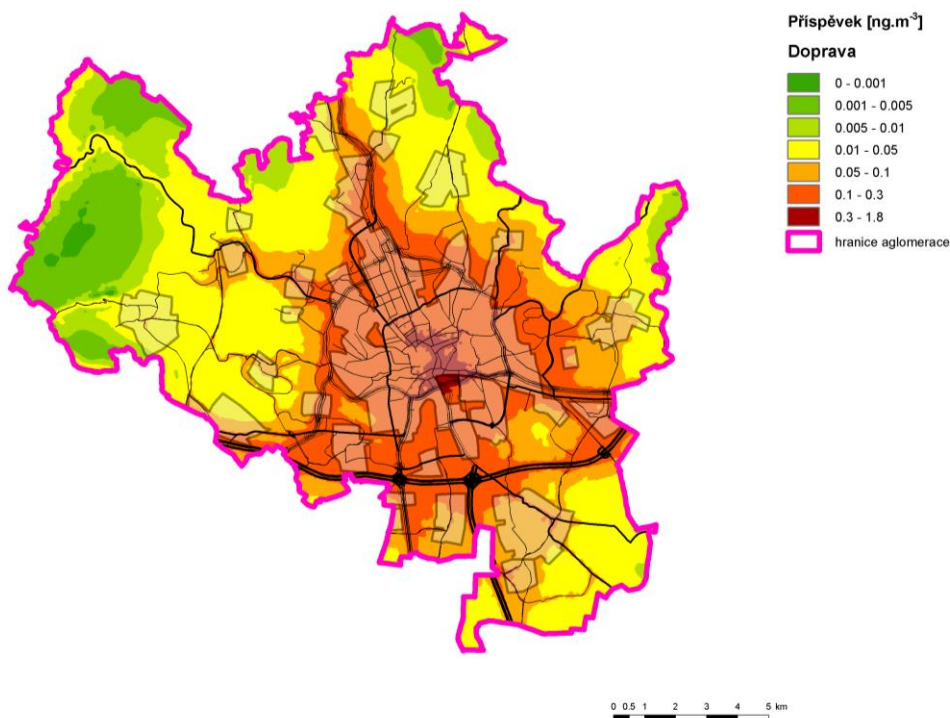 Příspěvek [ng.m-3]
Doprava
0 - 0.001
0.001 - 0.005
0.005 - 0.01
0.01 - 0.05
0.05 - 0.1
0.1 - 0.3
0.3 - 1.8
hranice aglomerace
0 0.5 1 2 3 4 5 km